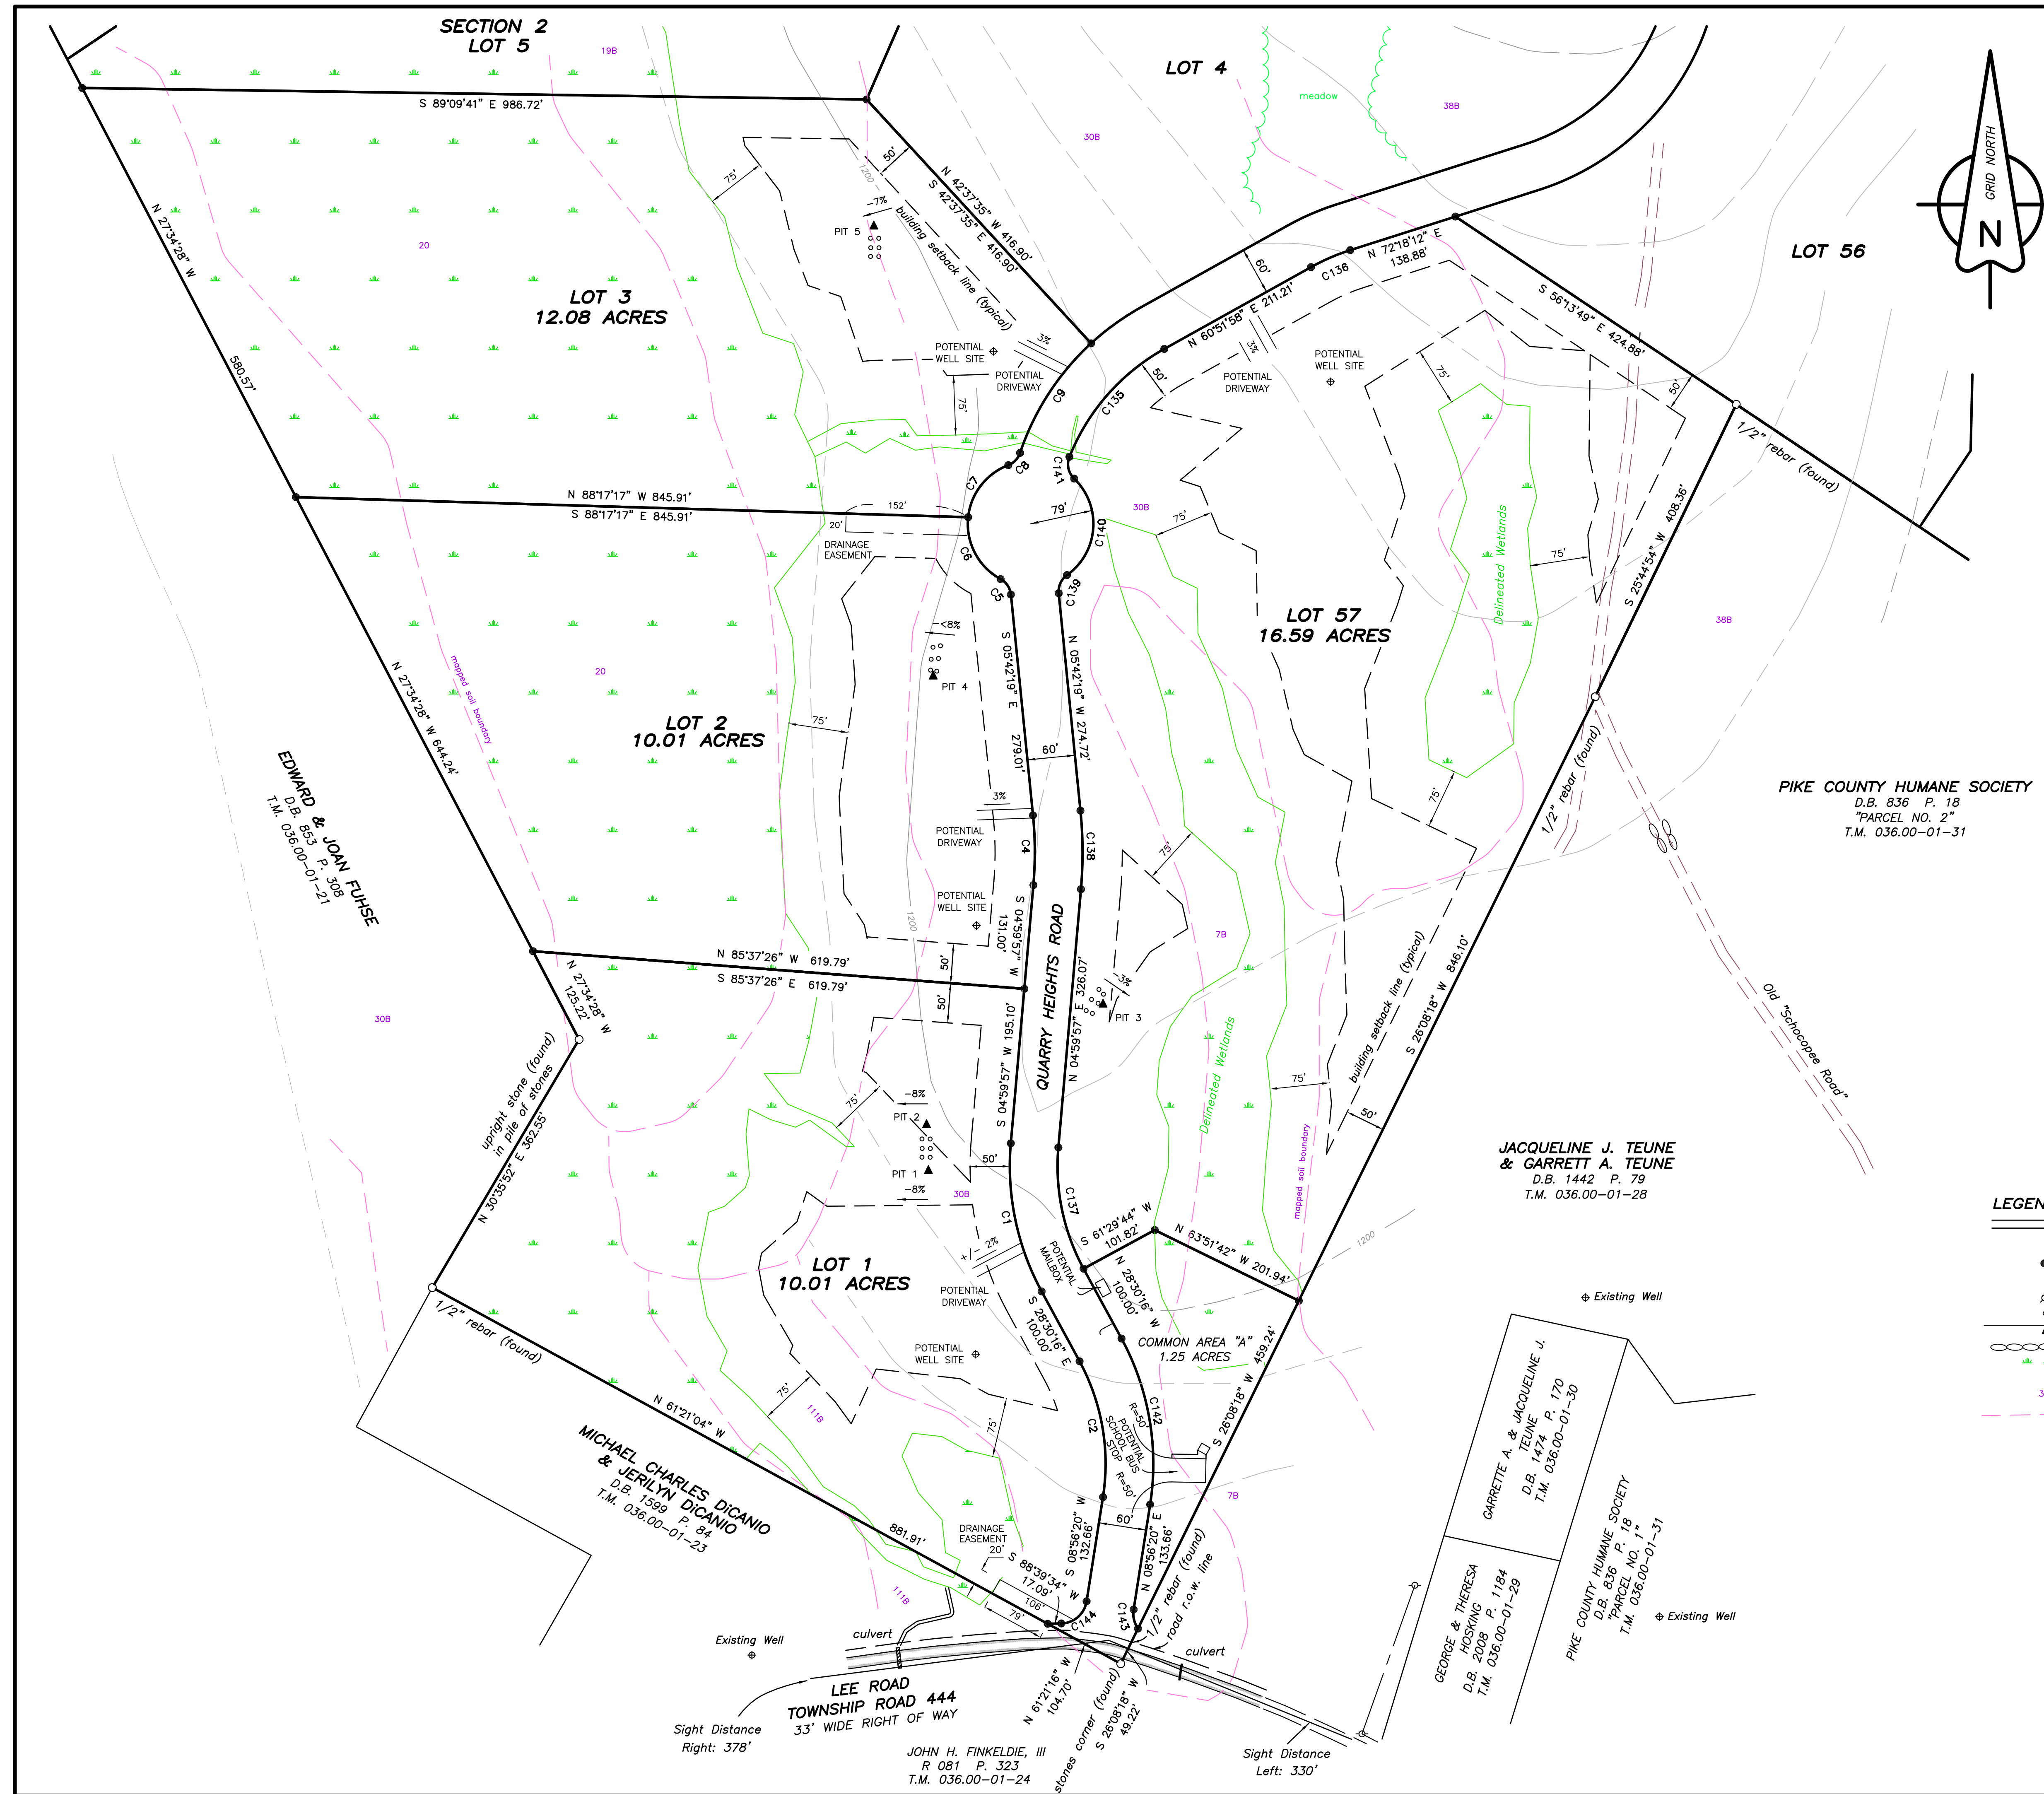 SECTION 2
LOT 5
19B
LOT 4
meadow
38B
30B
GRID NORTH
N
S 89°09'41" E 986.72'
50'
N 42°37'35" W 416.90'
S 42°37'35" E 416.90'
75'
1200
-7%
building setback line (typical)
PIT 5
N 27°34'28" W
580.57'
20
LOT 3
12.08 ACRES
60'
C136
N 72°18'12" E
138.88'
N 60°51'58" E 211.21'
LOT 56
S 56°13'49" E 424.88'
50'
1/2" rebar (found)
POTENTIAL
WELL SITE
3%
POTENTIAL
DRIVEWAY
C9
75'
C135
50'
3%
POTENTIAL
DRIVEWAY
POTENTIAL
WELL SITE
75'
C8
C7
C141
79'
C140
30B
75'
N 88°17'17" W 845.91'
S 88°17'17" E 845.91'
152'
20'
DRAINAGE
EASEMENT
C6
C5
C139
Delineated Wetlands
75'
S 25°44'54" W 408.36'
38B
LOT 57
16.59 ACRES
-<8%
PIT 4
S 05°42'19" E
279.01'
N 05°42'19" W 274.72'
60'
mapped soil boundary
20
N 27°34'28" W 644.24'
LOT 2
10.01 ACRES
75'
3%
POTENTIAL
DRIVEWAY
C4
C138
75'
75'
1/2" rebar (found)
PIKE COUNTY HUMANE SOCIETY
D.B. 836 P. 18
"PARCEL NO. 2"
T.M. 036.00-01-31
EDWARD & JOAN FUHSE
D.B. 853 P. 308
T.M. 036.00-01-21
30B
POTENTIAL
WELL SITE
1200
S 04°59'57" W
131.00'
N 85°37'26" W 619.79'
S 85°37'26" E 619.79'
50'
50'
QUARRY HEIGHTS ROAD
N 04°59'57" E 326.07'
-3%
PIT 3
7B
Delineated Wetlands
building setback line (typical)
S 26°08'18" W 846.10'
Old "Schocopee Road"
N 27°34'28" W
125.22'
upright stone (found)
in pile of stones
N 30°35'52" E 362.55'
S 04°59'57" W 195.10'
75'
-8%
PIT 2
PIT 1
-8%
50'
30B
75'
50'
mapped soil boundary
JACQUELINE J. TEUNE
& GARRETT A. TEUNE
D.B. 1442 P. 79
T.M. 036.00-01-28
LEGEN
LOT 1
10.01 ACRES
C1
+/- 2%
POTENTIAL
DRIVEWAY
C137
S 61°29'44" W
101.82'
N 63°51'42" W 201.94'
1200
POTENTIAL
MAILBOX
N 28°30'16" W
100.00'
S 28°30'16" E
100.00'
POTENTIAL
WELL SITE
COMMON AREA "A"
1.25 ACRES
S 26°08'18" W 459.24'
Existing Well
1/2" rebar (found)
N 61°21'04" W
881.91'
75'
111B
75'
C2
C142
R=50'
POTENTIAL
SCHOOL BUS
STOP
R=50'
7B
MICHAEL CHARLES DiCANIO
& JERILYN DiCANIO
D.B. 1599 P. 84
T.M. 036.00-01-23
GARRETTE A. & JACQUELINE J.
TEUNE
D.B. 1474 P. 170
T.M. 036.00-01-30
PIKE COUNTY HUMANE SOCIETY
D.B. 836 P. 18
"PARCEL NO. 1"
T.M. 036.00-01-31
GEORGE & THERESA
HOSKING
D.B. 2008 P. 1184
T.M. 036.00-01-29
Existing Well
DRAINAGE
EASEMENT
20'
S 88°39'34" W
17.09'
106'
79'
S 08°56'20" W
132.66'
60'
N 08°56'20" E
133.66'
C144
C143
1/2" rebar (found)
road r.o.w. line
111B
culvert
culvert
Existing Well
LEE ROAD
TOWNSHIP ROAD 444
33' WIDE RIGHT OF WAY
Sight Distance
Right: 378'
N 61°21'16" W
104.70'
stones corner (found)
S 26°08'18" W
49.22'
Sight Distance
Left: 330'
JOHN H. FINKELDIE, III
R 081 P. 323
T.M. 036.00-01-24